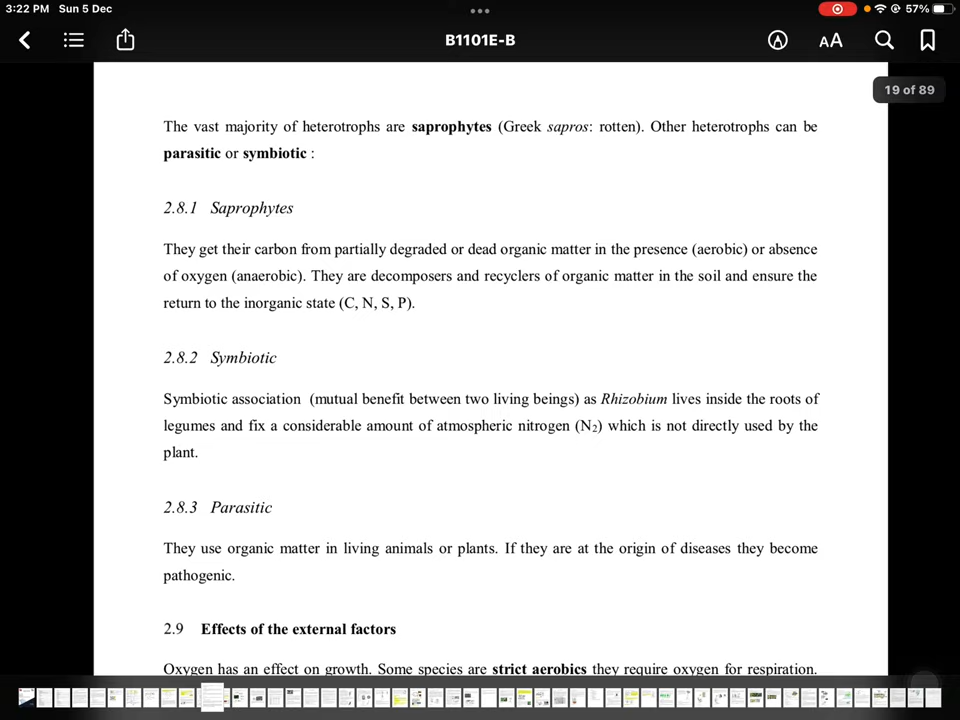 3:22 PM Sun 5 Dec
57%
B1101E-B
AA
19 of 89
The vast majority of heterotrophs are saprophytes (Greek sapros: rotten). Other heterotrophs can be
parasitic or symbiotic :
2.8.1 Saprophytes
They get their carbon from partially degraded or dead organic matter in the presence (aerobic) or absence
of oxygen (anaerobic). They are decomposers and recyclers of organic matter in the soil and ensure the
return to the inorganic state (C, N, S, P).
2.8.2 Symbiotic
Symbiotic association (mutual benefit between two living beings) as Rhizobium lives inside the roots of
legumes and fix a considerable amount of atmospheric nitrogen (N₂) which is not directly used by the
plant.
2.8.3 Parasitic
They use organic matter in living animals or plants. If they are at the origin of diseases they become
pathogenic.
2.9 Effects of the external factors
Oxygen has an effect on growth. Some species are strict aerobics they require oxygen for respiration.